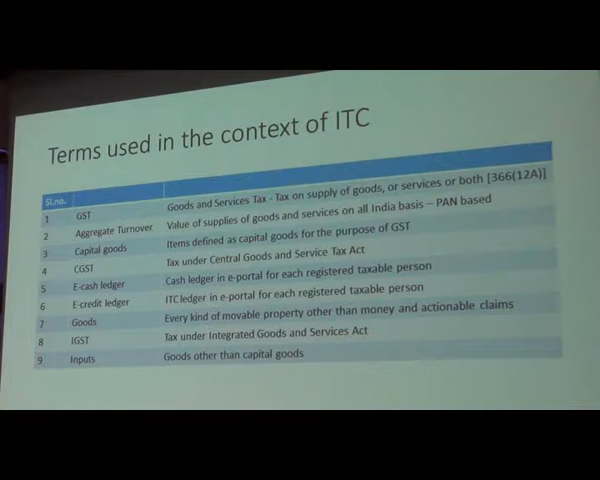 Terms used in the context of ITC
Sl.no.
1 GST Goods and Services Tax - Tax on supply of goods, or services or both [366(12A)]
2 Aggregate Turnover Value of supplies of goods and services on all India basis – PAN based
3 Capital goods Items defined as capital goods for the purpose of GST
4 CGST Tax under Central Goods and Service Tax Act
5 E-cash ledger Cash ledger in e-portal for each registered taxable person
6 E-credit ledger ITC ledger in e-portal for each registered taxable person
7 Goods Every kind of movable property other than money and actionable claims
8 IGST Tax under Integrated Goods and Services Act
9 Inputs Goods other than capital goods